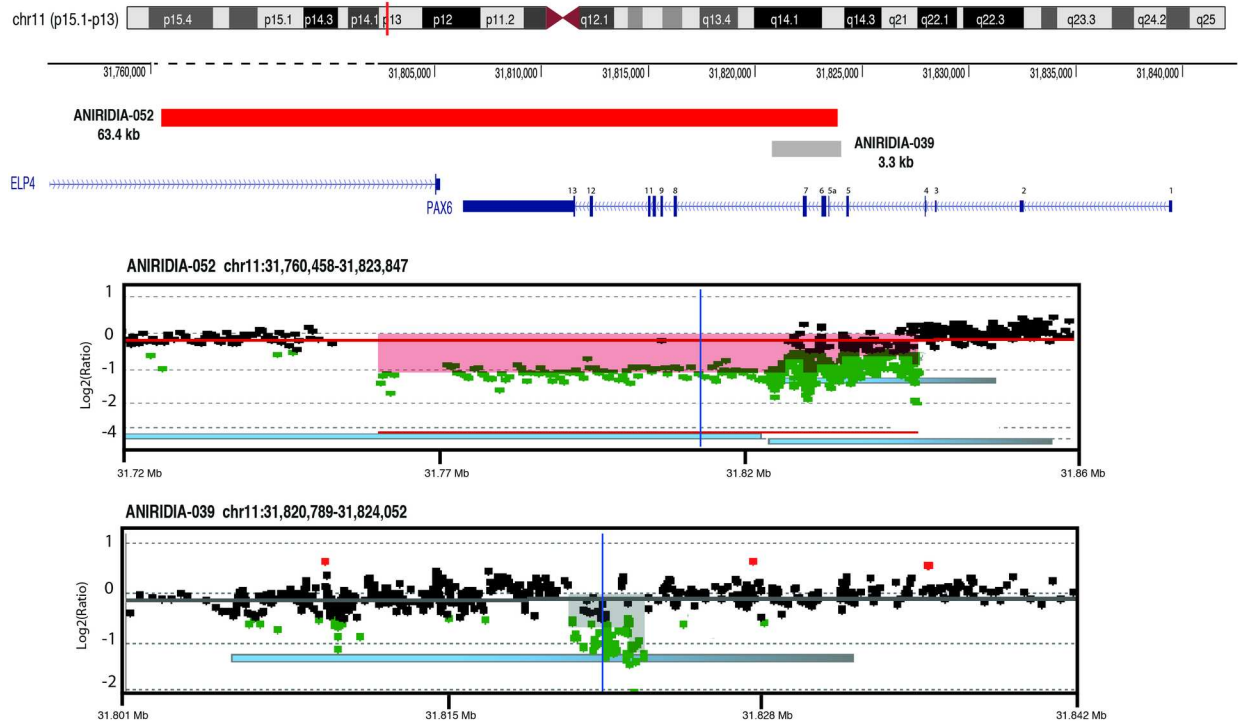 chr11 (p15.1-p13) p15.4 p15.1 p14.3 p14.1 p13 p12 p11.2 q12.1 q13.4 q14.1 q14.3 q21 q22.1 q22.3 q23.3 q24.2 q25
31,760,000 31,805,000 31,810,000 31,815,000 31,820,000 31,825,000 31,830,000 31,835,000 31,840,000
ANIRIDIA-052
63.4 kb
ANIRIDIA-039
3.3 kb
ELP4
13 12 11 9 8 7 6 5a 5 4 3 2 1
PAX6
ANIRIDIA-052 chr11:31,760,458-31,823,847
1
0
-1
-2
-4
Log2(Ratio)
31.72 Mb 31.77 Mb 31.82 Mb 31.86 Mb
ANIRIDIA-039 chr11:31,820,789-31,824,052
1
0
-1
-2
Log2(Ratio)
31.801 Mb 31.815 Mb 31.828 Mb 31.842 Mb